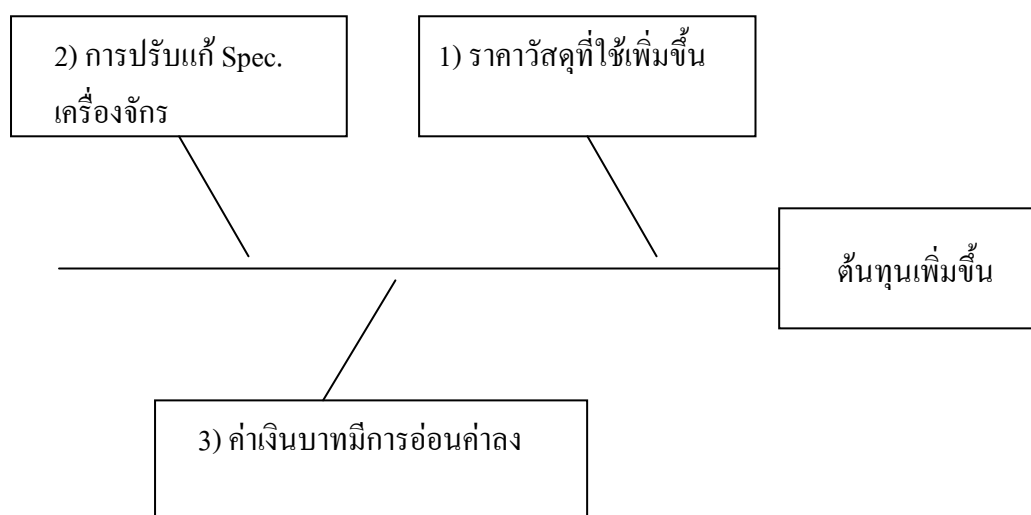 2) การปรับแก้ Spec.
เครื่องจักร
1) ราคาวัสดุที่ใช้เพิ่มขึ้น
ต้นทุนเพิ่มขึ้น
3) ค่าเงินบาทมีการอ่อนค่าลง